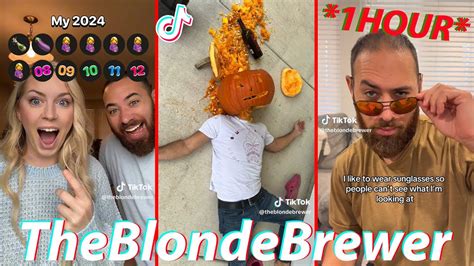 My 2024
08 09 10 11 12
TikTok
@theblondebrewer
TikTok
@theblondebrewer
*1HOUR*
TikTok
@theblondebrewer
I like to wear sunglasses so
people can't see what I'm
looking at
TheBlondeBrewer